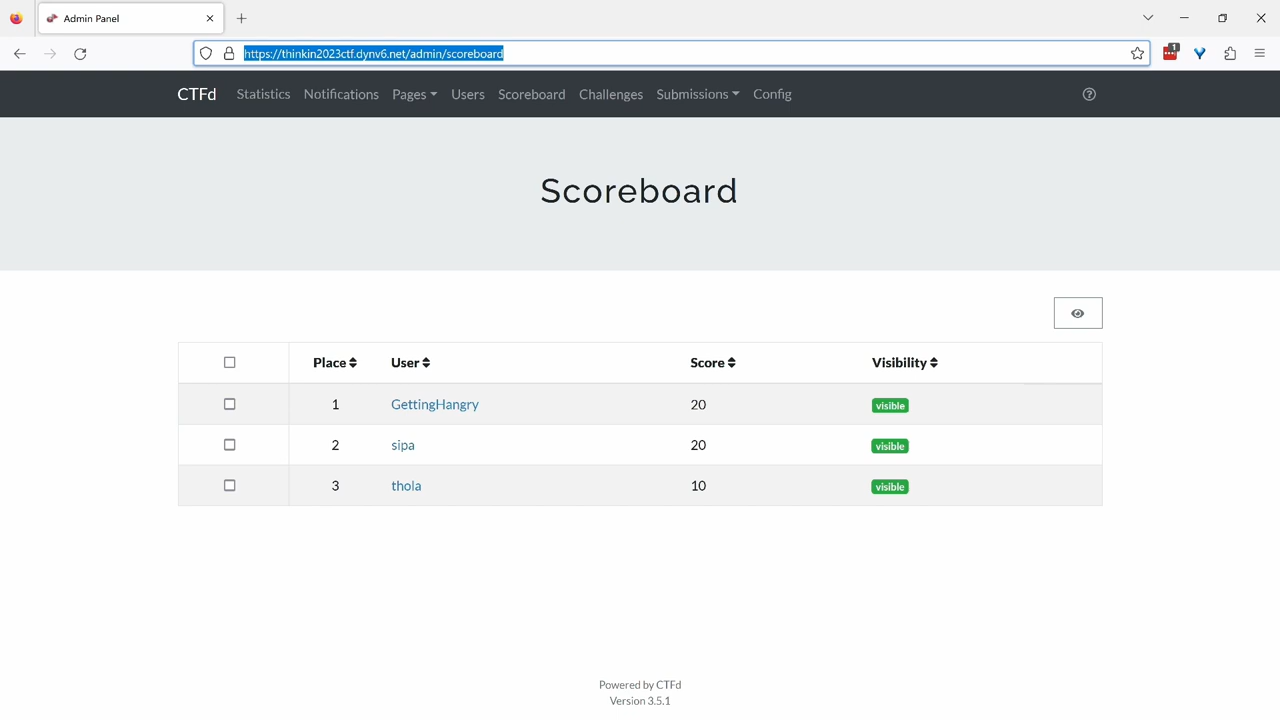 Admin Panel
https://thinkin2023ctf.dynv6.net/admin/scoreboard
1
CTFd Statistics Notifications Pages Users Scoreboard Challenges Submissions Config
Scoreboard
Place User Score Visibility
1 GettingHangry 20 visible
2 sipa 20 visible
3 thola 10 visible
Powered by CTFd
Version 3.5.1